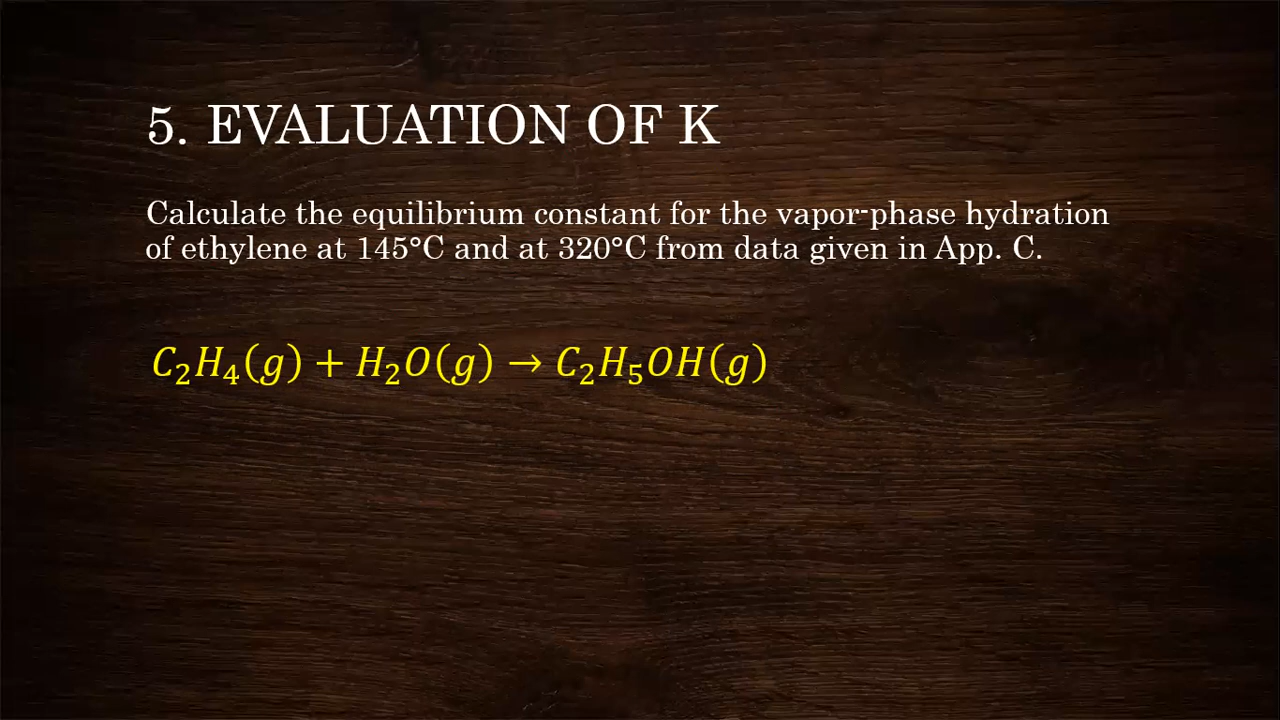 5. EVALUATION OF K
Calculate the equilibrium constant for the vapor-phase hydration
of ethylene at 145°C and at 320°C from data given in App. C.
C₂H₄(g) + H₂O(g) → C₂H₅OH(g)